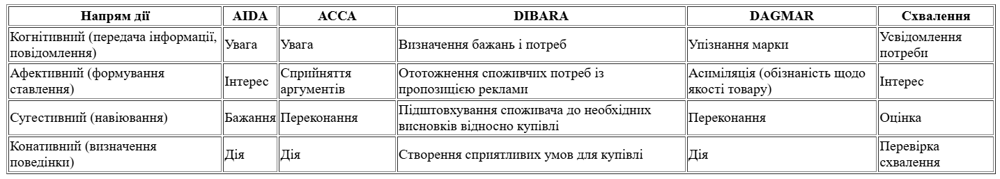 Напрям дії AIDA ACCA DIBARA DAGMAR Схвалення
Когнітивний (передача інформації, повідомлення) Увага Увага Визначення бажань і потреб Упізнання марки Усвідомлення потреби
Афективний (формування ставлення) Інтерес Сприйняття аргументів Ототожнення споживчих потреб із пропозицією реклами Асиміляція (обізнаність щодо якості товару) Інтерес
Сугестивний (навіювання) Бажання Переконання Підштовхування споживача до необхідних висновків відносно купівлі Переконання Оцінка
Конативний (визначення поведінки) Дія Дія Створення сприятливих умов для купівлі Дія Перевірка схвалення